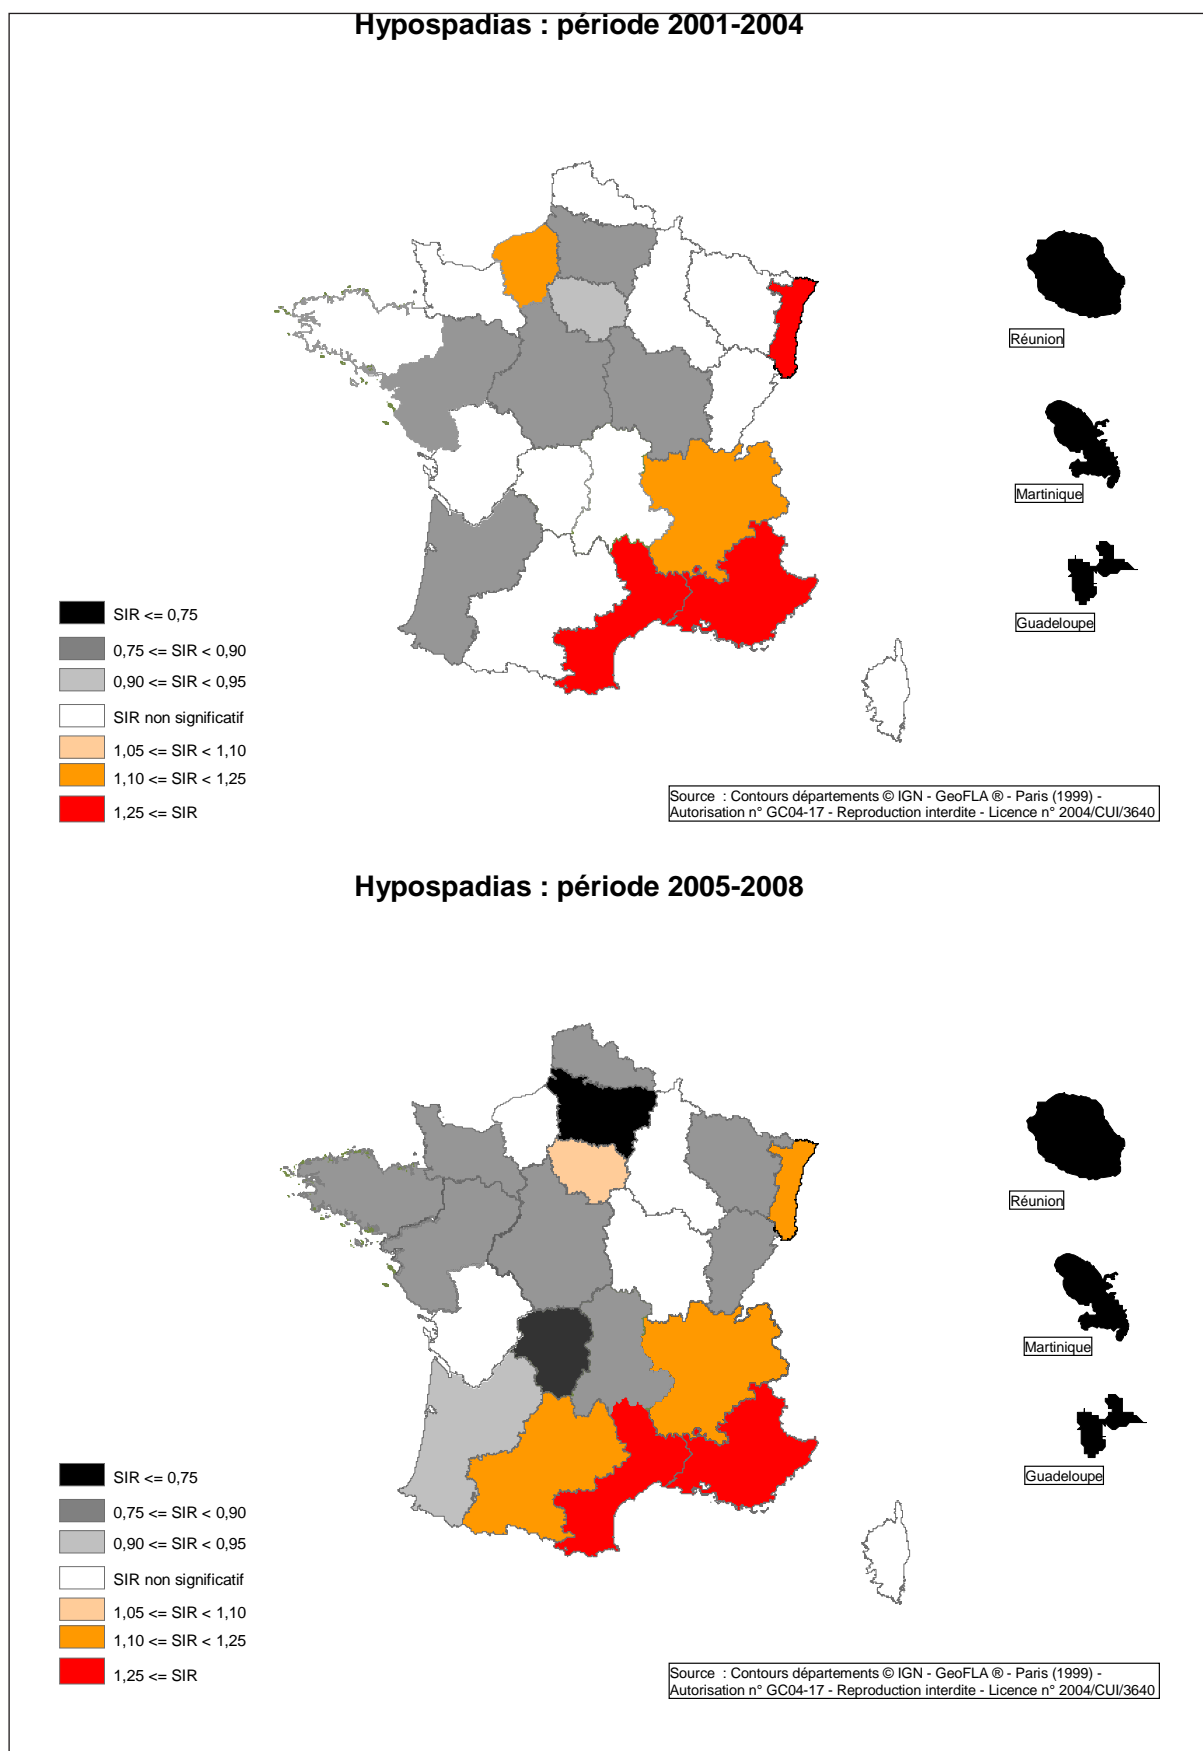 Hypospadias : période 2001-2004
Réunion
Martinique
Guadeloupe
SIR <= 0,75
0,75 <= SIR < 0,90
0,90 <= SIR < 0,95
SIR non significatif
1,05 <= SIR < 1,10
1,10 <= SIR < 1,25
1,25 <= SIR
Source : Contours départements © IGN - GeoFLA ® - Paris (1999) -
Autorisation n° GC04-17 - Reproduction interdite - Licence n° 2004/CUI/3640
Hypospadias : période 2005-2008
Réunion
Martinique
Guadeloupe
SIR <= 0,75
0,75 <= SIR < 0,90
0,90 <= SIR < 0,95
SIR non significatif
1,05 <= SIR < 1,10
1,10 <= SIR < 1,25
1,25 <= SIR
Source : Contours départements © IGN - GeoFLA ® - Paris (1999) -
Autorisation n° GC04-17 - Reproduction interdite - Licence n° 2004/CUI/3640